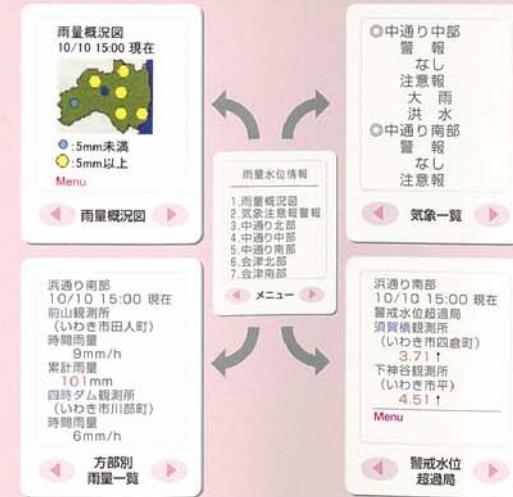 雨量概況図
10/10 15:00 現在
:5mm未満
:5mm以上
Menu
雨量概況図
◎中通り中部
警 報
なし
注意報
大 雨
洪 水
◎中通り南部
警 報
なし
注意報
気象一覧
雨量水位情報
1.雨量概況図
2.気象注意報警報
3.中通り北部
4.中通り中部
5.中通り南部
6.会津北部
7.会津南部
メニュー
浜通り南部
10/10 15:00 現在
前山観測所
(いわき市田人町)
時間雨量
9mm/h
累計雨量
101mm
四時ダム観測所
(いわき市川部町)
時間雨量
6mm/h
方部別
雨量一覧
浜通り南部
10/10 15:00 現在
警戒水位超過局
須賀橋観測所
(いわき市四倉町)
3.71↑
下神谷観測所
(いわき市平)
4.51↑
Menu
警戒水位
超過局